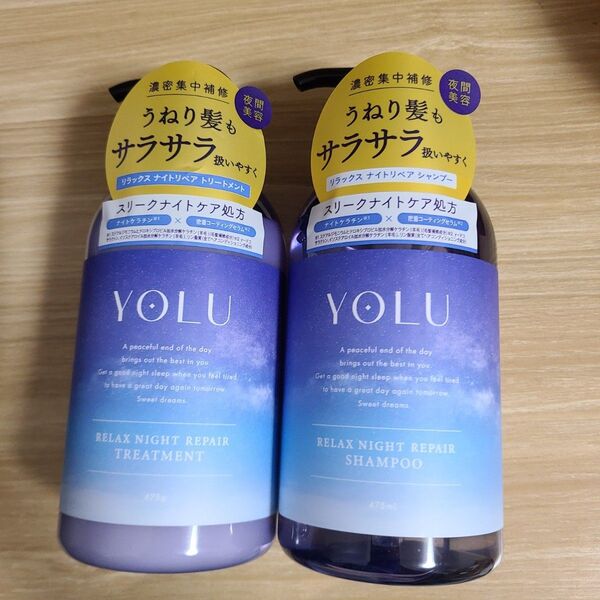 濃密集中補修
夜間
美容
うねり髪も
サラサラ
扱いやすく
リラックス ナイトリペア トリートメント
スリークナイトケア処方
ナイトケラチン※1 × 密着コーティングセラム※2
YOLU
A peaceful end of the day
brings out the best in you
Get a good night sleep when you feel tired
to have a great day again tomorrow.
Sweet dreams.
RELAX NIGHT REPAIR
TREATMENT
475g
濃密集中補修
夜間
美容
うねり髪も
サラサラ
扱いやすく
リラックス ナイトリペア シャンプー
スリークナイトケア処方
ナイトケラチン※1 × 密着コーティングセラム※2
YOLU
A peaceful end of the day
brings out the best in you.
Get a good night sleep when you feel tired
to have a great day again tomorrow.
Sweet dreams.
RELAX NIGHT REPAIR
SHAMPOO
475mL